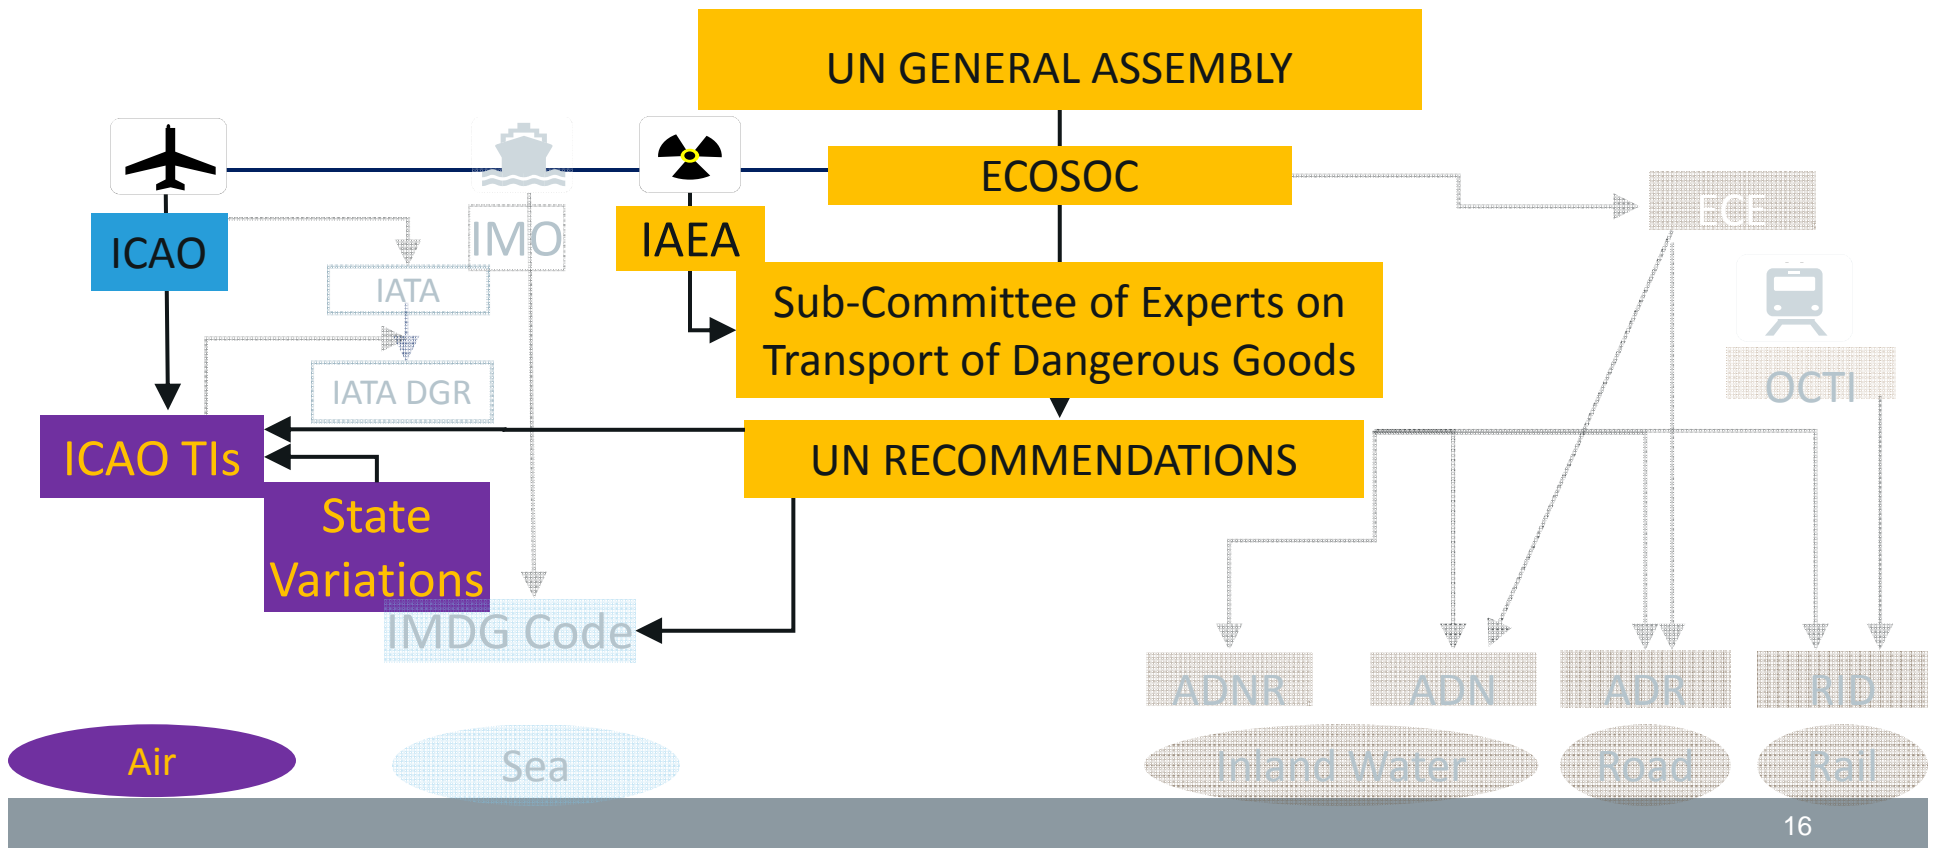 UN GENERAL ASSEMBLY
ECOSOC
ECE
ICAO
IMO
IAEA
IATA
Sub-Committee of Experts on
Transport of Dangerous Goods
IATA DGR
OCTI
ICAO TIs
UN RECOMMENDATIONS
State
Variations
IMDG Code
ADNR
ADN
ADR
RID
Air
Sea
Inland Water
Road
Rail
16